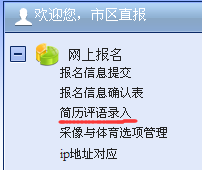 欢迎您，市区直报
网上报名
报名信息提交
报名信息确认表
简历评语录入
采像与体育选项管理
ip地址对应